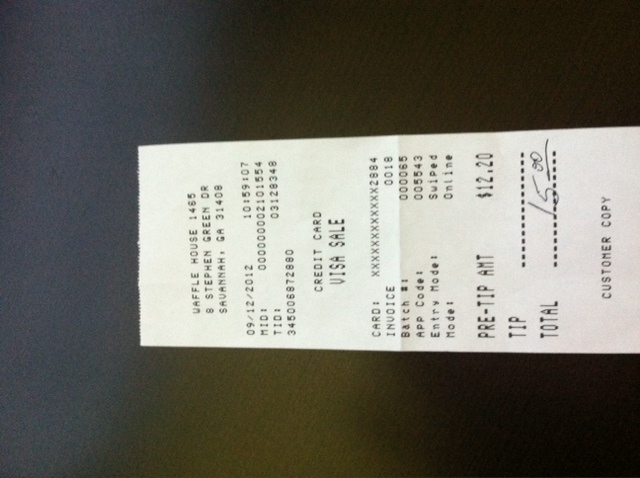 WAFFLE HOUSE 1465
8 STEPHEN GREEN DR
SAVANNAH, GA 31408
09/12/2012 10:59:07
MID: 000000002101554
TID: 03128348
345006872880
CREDIT CARD
VISA SALE
CARD: XXXXXXXXXXXX2884
INVOICE 0018
Batch #: 000065
APP Code: 005543
Entry Mode: Swiped
Mode: Online
PRE-TIP AMT $12.20
TIP
TOTAL 15.00
CUSTOMER COPY